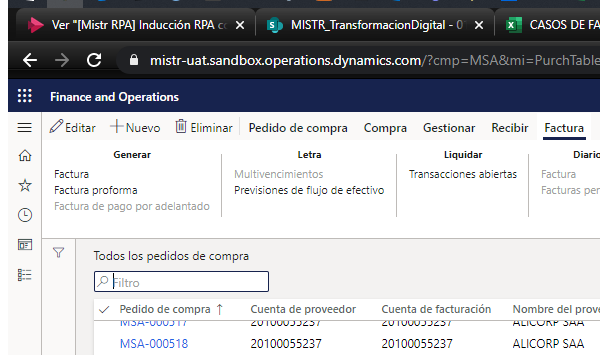 Ver "[Mistr RPA] Inducción RPA co
MISTR_TransformacionDigital - 0
CASOS DE FA
mistr-uat.sandbox.operations.dynamics.com/?cmp=MSA&mi=PurchTable
Finance and Operations
Editar Nuevo Eliminar Pedido de compra Compra Gestionar Recibir Factura
Generar Letra Liquidar Diario
Factura Multivencimientos Transacciones abiertas Factura
Factura proforma Previsiones de flujo de efectivo Facturas per
Factura de pago por adelantado
Todos los pedidos de compra
Filtro
Pedido de compra ↑ Cuenta de proveedor Cuenta de facturación Nombre del prove
MSA-000517 20100055237 20100055237 ALICORP SAA
MSA-000518 20100055237 20100055237 ALICORP SAA